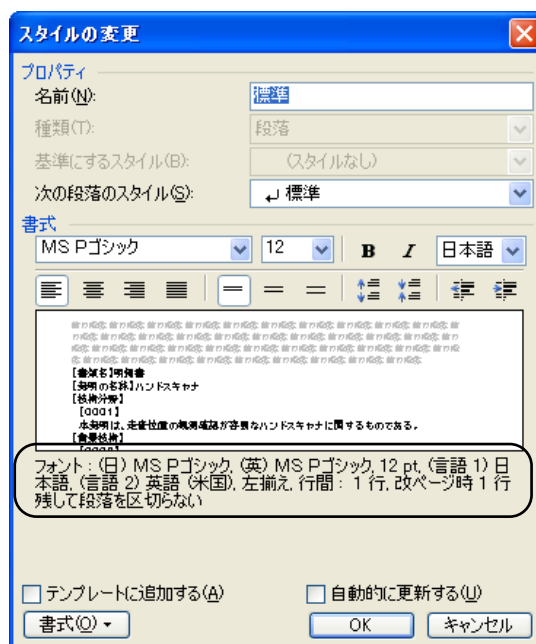 スタイルの変更
プロパティ
名前(N): 標準
種類(T): 段落
基準にするスタイル(B): (スタイルなし)
次の段落のスタイル(S): 標準
書式
MS Pゴシック 12 B I 日本語
【書類名】明細書
【発明の名称】ハンドスキャナ
【技術分野】
【0001】
本発明は、走査位置の観測確認が容易なハンドスキャナに関するものである。
【背景技術】
フォント : (日) MS Pゴシック, (英) MS Pゴシック, 12 pt, (言語 1) 日
本語, (言語 2) 英語 (米国), 左揃え, 行間 : 1 行, 改ページ時 1 行
残して段落を区切らない
テンプレートに追加する(A) 自動的に更新する(U)
書式(O) OK キャンセル